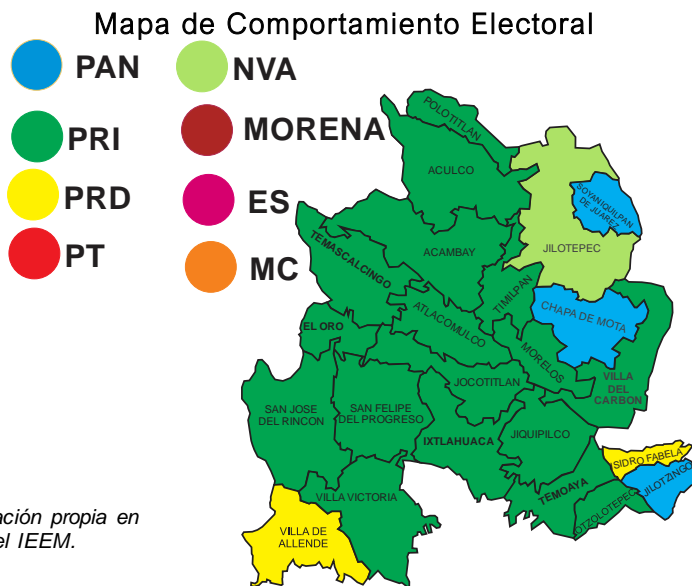 Mapa de Comportamiento Electoral
PAN
NVA
PRI
MORENA
PRD
ES
PT
MC
POLOTITLAN
ACULCO
SOYANIQUILPAN
DE JUAREZ
JILOTEPEC
ACAMBAY
TEMASCALCINGO
TIMILPAN
CHAPA DE MOTA
ATLACOMULCO
EL ORO
MORELOS
JOCOTITLAN
VILLA
DEL
CARBON
SAN JOSE
DEL RINCON
SAN FELIPE
DEL PROGRESO
IXTLAHUACA
JIQUIPILCO
ISIDRO FABELA
JILOTZINGO
TEMOAYA
OTZOLOTEPEC
VILLA VICTORIA
VILLA DE
ALLENDE
ación propia en
el IEEM.